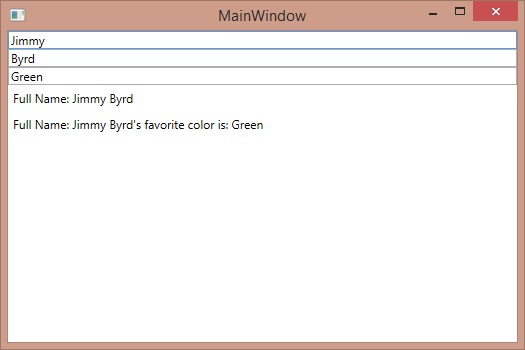 MainWindow
Jimmy
Byrd
Green
Full Name: Jimmy Byrd
Full Name: Jimmy Byrd's favorite color is: Green